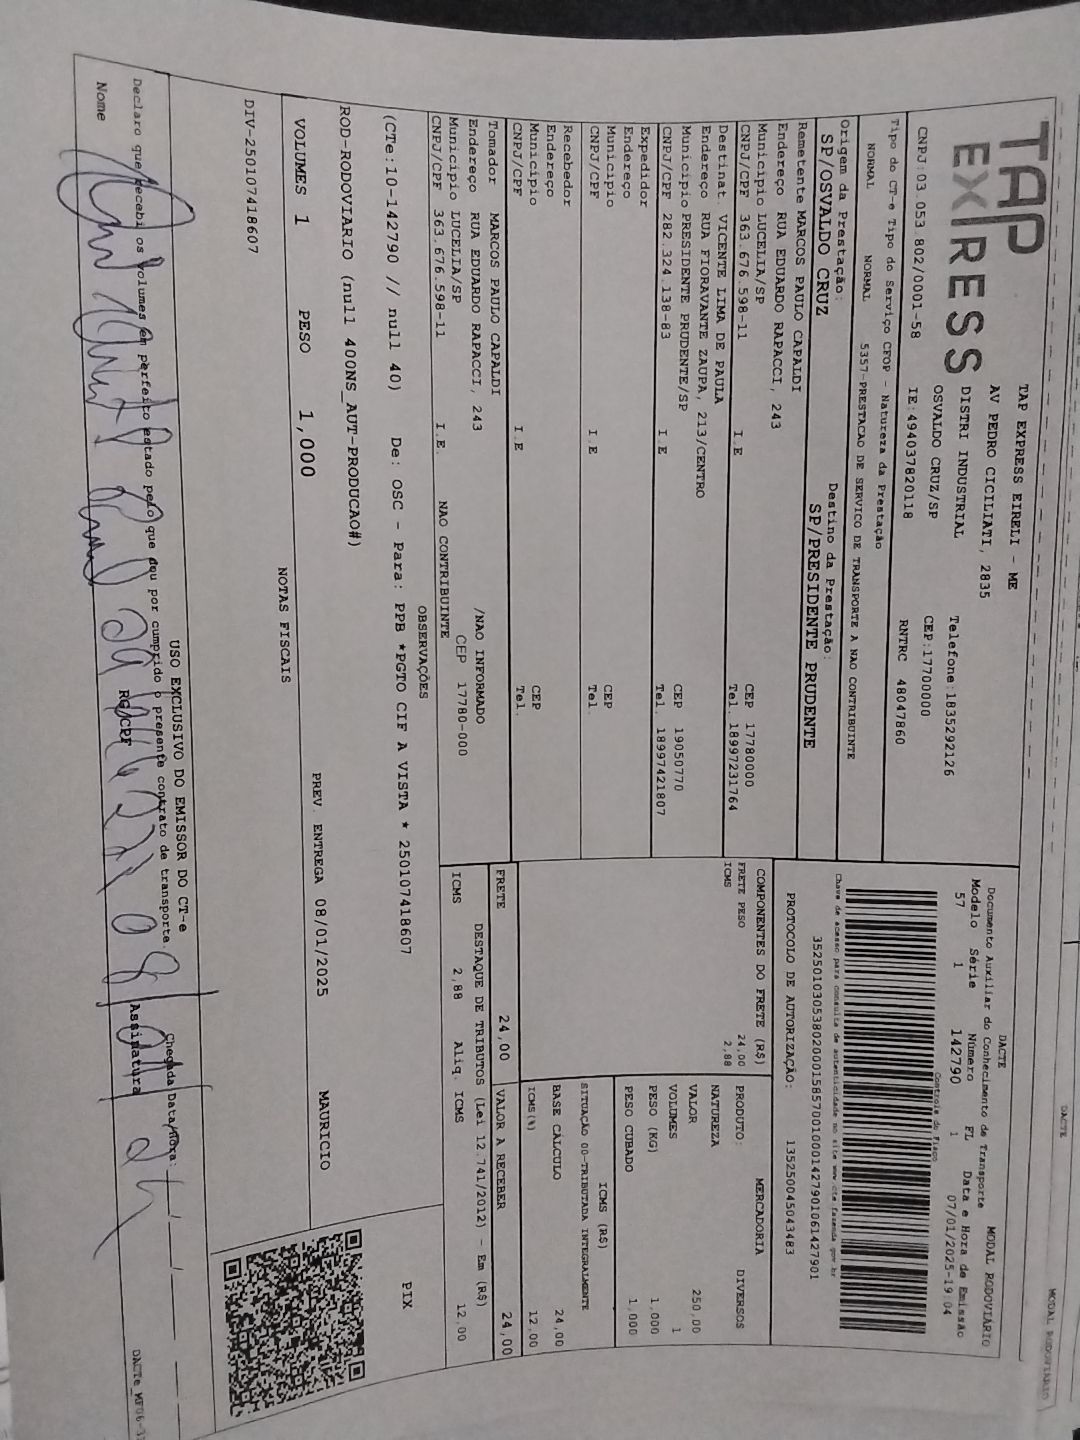 DACTE
MODAL RODOVIARIO
TAP
EXPRESS
TAP EXPRESS EIRELI - ME
AV PEDRO CICILIATI, 2835
DISTRI INDUSTRIAL
OSVALDO CRUZ/SP
Telefone:1835292126
CEP:17700000
CNPJ:03.053.802/0001-58
IE:494037820118
RNTRC 48047860
Tipo do CT-e Tipo do Serviço CFOP - Natureza da Prestação
NORMAL NORMAL 5357-PRESTACAO DE SERVICO DE TRANSPORTE A NAO CONTRIBUINTE
Origem da Prestação: Destino da Prestação:
SP/OSVALDO CRUZ SP/PRESIDENTE PRUDENTE
Remetente MARCOS PAULO CAPALDI
Endereço RUA EDUARDO RAPACCI, 243
Municipio LUCELIA/SP CEP 17780000
CNPJ/CPF 363.676.598-11 I.E Tel. 18997231764
Destinat. VICENTE LIMA DE PAULA
Endereço RUA FIORAVANTE ZAUPA, 213/CENTRO
Municipio PRESIDENTE PRUDENTE/SP CEP 19050770
CNPJ/CPF 282.324.138-83 I.E Tel. 18997421807
Expedidor
Endereço
Municipio CEP
CNPJ/CPF I.E Tel.
Recebedor
Endereço
Municipio CEP
CNPJ/CPF I.E Tel.
Tomador MARCOS PAULO CAPALDI
Endereço RUA EDUARDO RAPACCI, 243 /NAO INFORMADO
Municipio LUCELIA/SP CEP 17780-000
CNPJ/CPF 363.676.598-11 I.E. NAO CONTRIBUINTE
DACTE MODAL RODOVIÁRIO
Documento Auxiliar do Conhecimento de Transporte
Modelo Série Número FL Data e Hora de Emissão
57 1 142790 1 07/01/2025-19:04
Controle do Fisco
Chave de acesso para consulta de autenticidade no site www.cte.fazenda.gov.br
35250103053802000158570010001427901061427901
PROTOCOLO DE AUTORIZAÇÃO: 135250045043483
COMPONENTES DO FRETE (R$)
FRETE PESO 24,00
ICMS 2,88
MERCADORIA
PRODUTO: DIVERSOS
NATUREZA
VALOR 250,00
VOLUMES 1
PESO (KG) 1,000
PESO CUBADO 1,000
ICMS (R$)
SITUAÇÃO 00-TRIBUTADA INTEGRALMENTE
BASE CALCULO 24,00
ICMS(%) 12,00
FRETE 24,00 VALOR A RECEBER 24,00
DESTAQUE DE TRIBUTOS (Lei 12.741/2012) - Em (R$)
ICMS 2,88 Aliq. ICMS 12,00
OBSERVAÇÕES
(CTe:10-142790 // null 40) De: OSC - Para: PPB *PGTO CIF A VISTA * 250107418607
PIX
ROD-RODOVIARIO (null 400NS_AUT-PRODUCAO#)
VOLUMES 1 PESO 1,000 PREV ENTREGA 08/01/2025 MAURICIO
NOTAS FISCAIS
DIV-250107418607
USO EXCLUSIVO DO EMISSOR DO CT-e
Declaro que recebi os volumes em perfeito estado pelo que dou por cumprido o presente contrato de transporte. Chegada Data/Hora:
Nome RG/CPF Assinatura